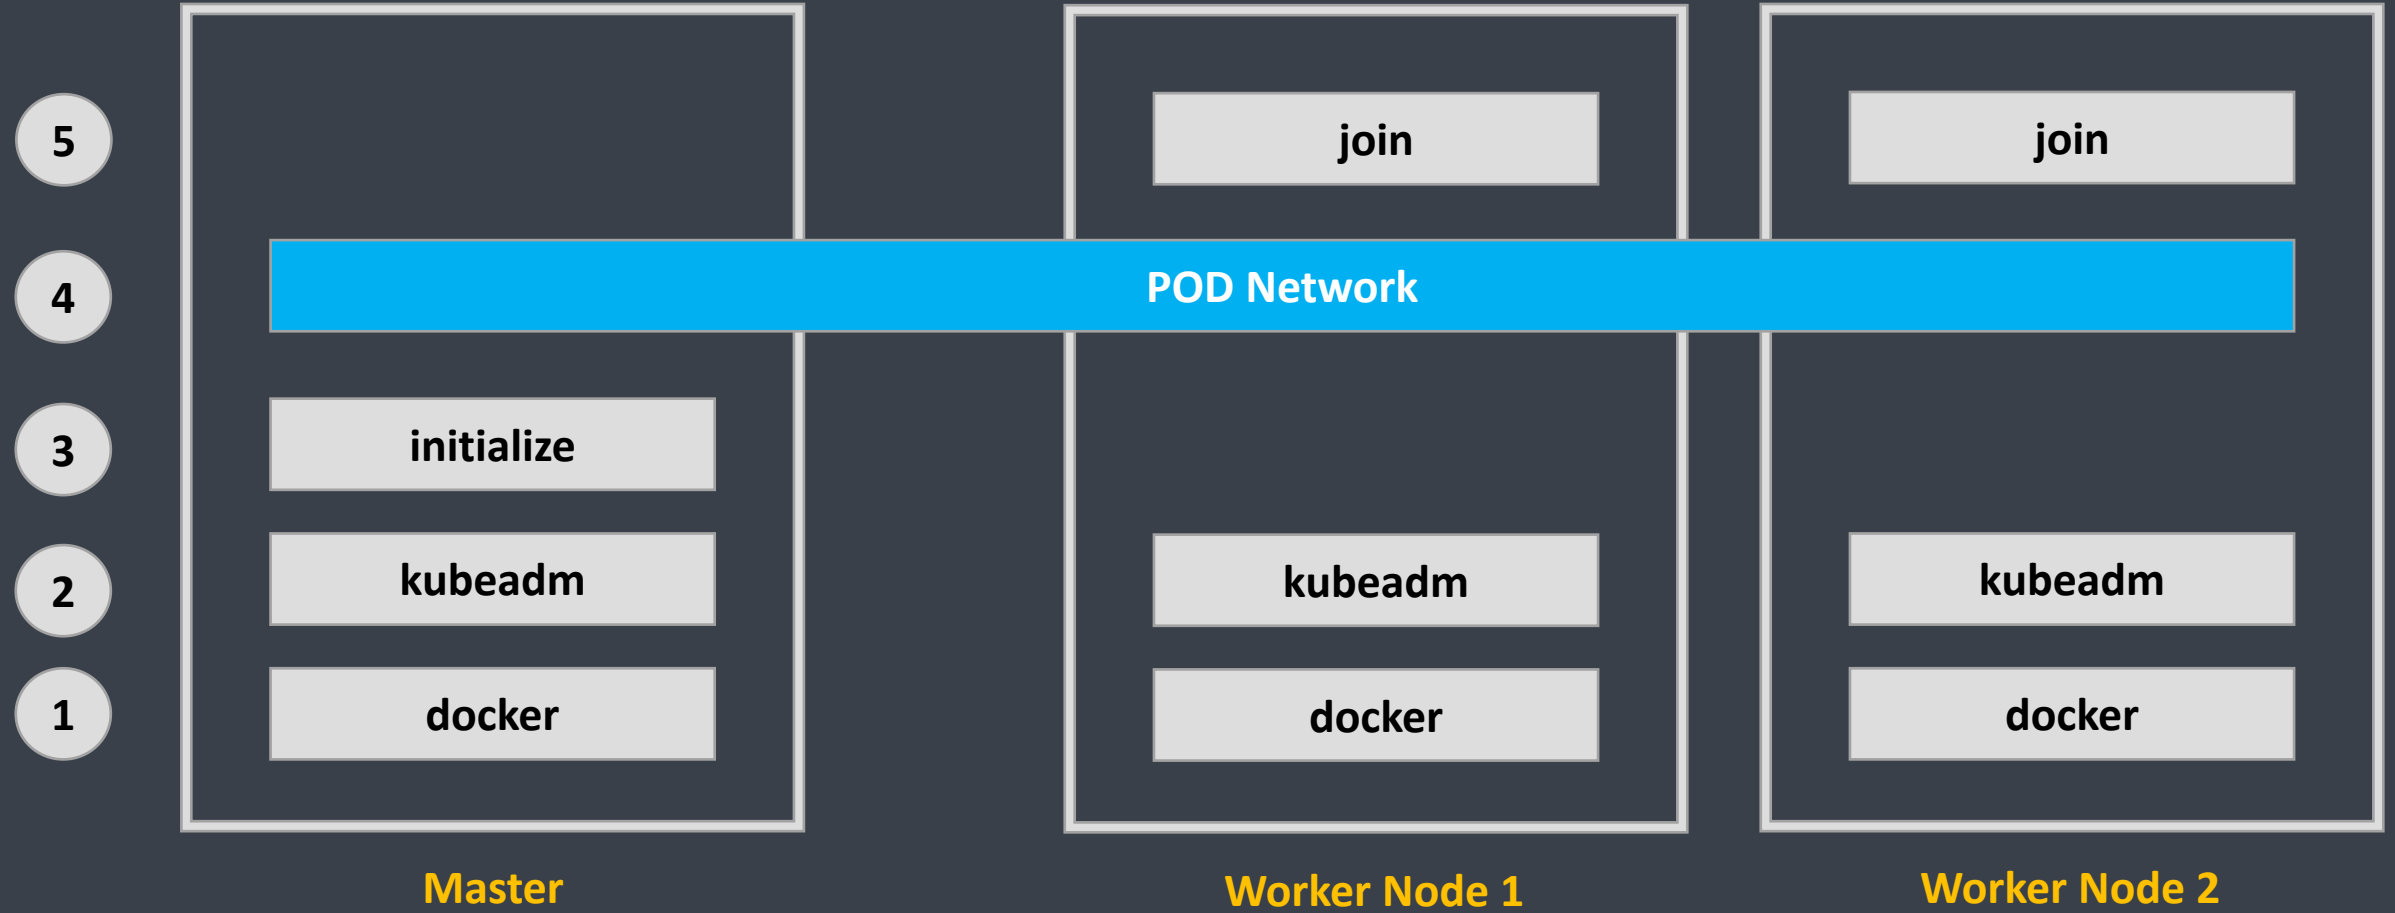 5
join
join
4
POD Network
3
initialize
2
kubeadm
kubeadm
kubeadm
1
docker
docker
docker
Master
Worker Node 1
Worker Node 2